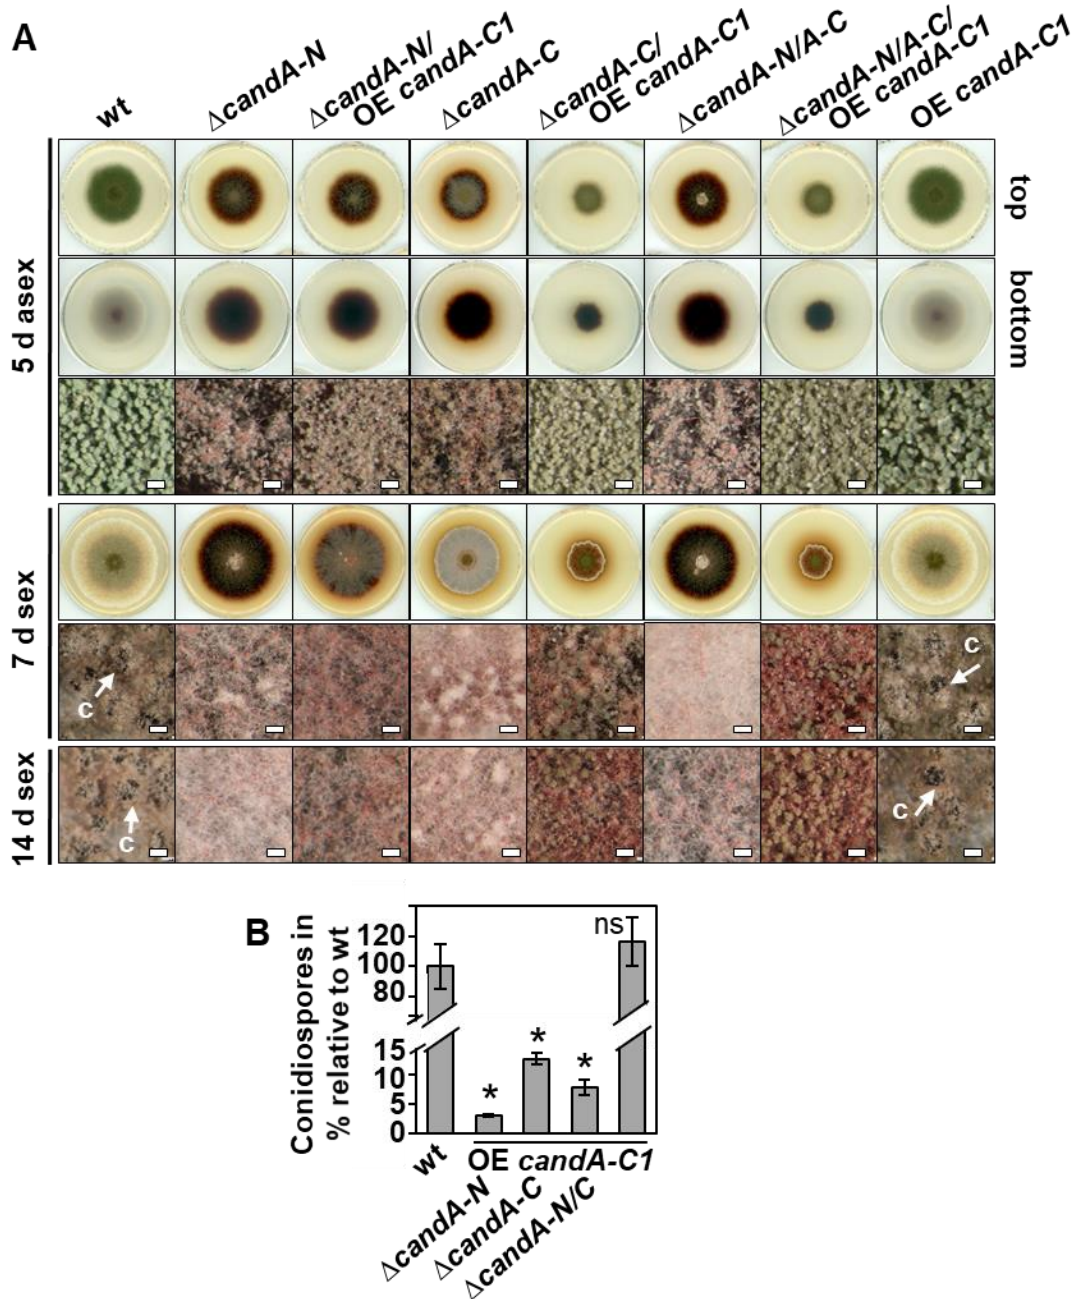 A
wt
ΔcandA-N
ΔcandA-N/
OE candA-C1
ΔcandA-C
ΔcandA-C/
OE candA-C1
ΔcandA-N/A-C
ΔcandA-N/A-C/
OE candA-C1
OE candA-C1
5 d asex
top
bottom
7 d sex
c
c
14 d sex
c
c
B
Conidiospores in
% relative to wt
120
100
80
15
10
5
0
*
*
*
ns
wt
OE candA-C1
ΔcandA-N
ΔcandA-C
ΔcandA-N/C